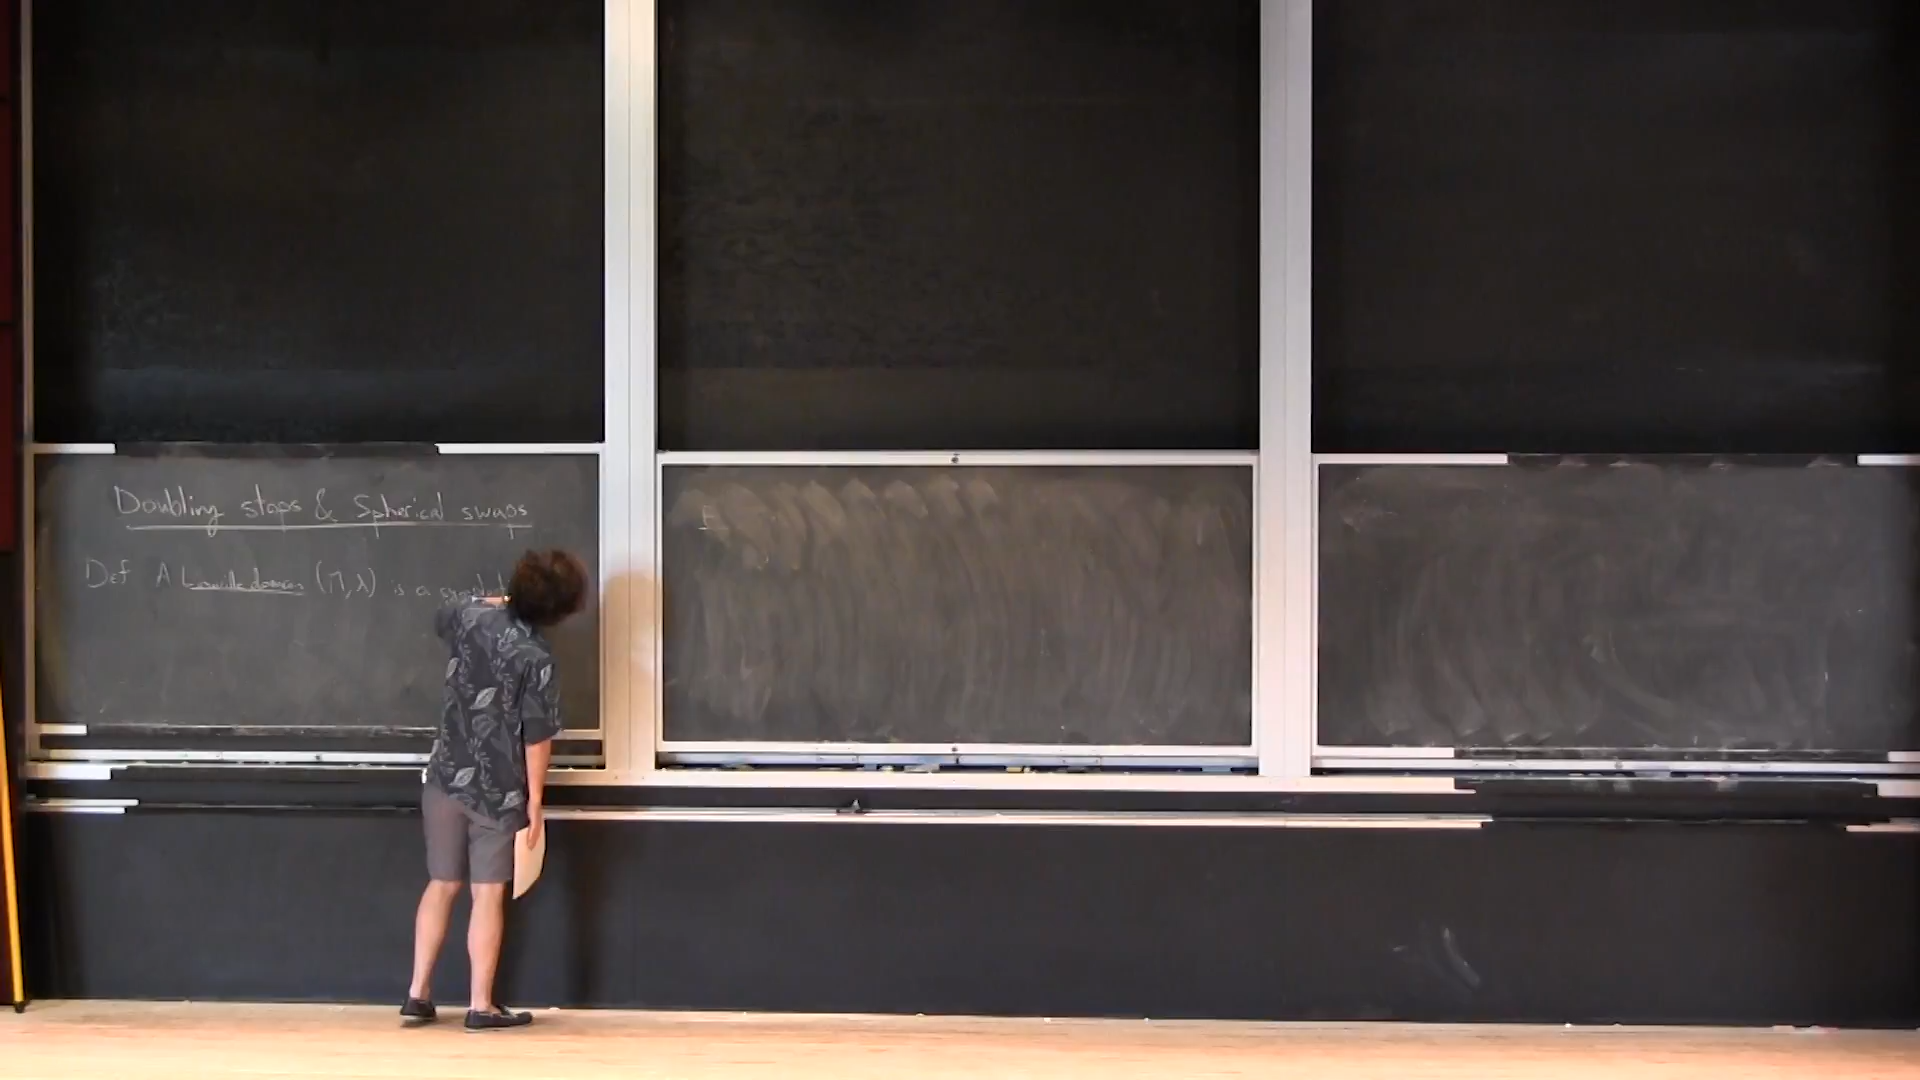 Doubling stops & Spherical swaps
Def A Liouville domain (M,λ) is a
E